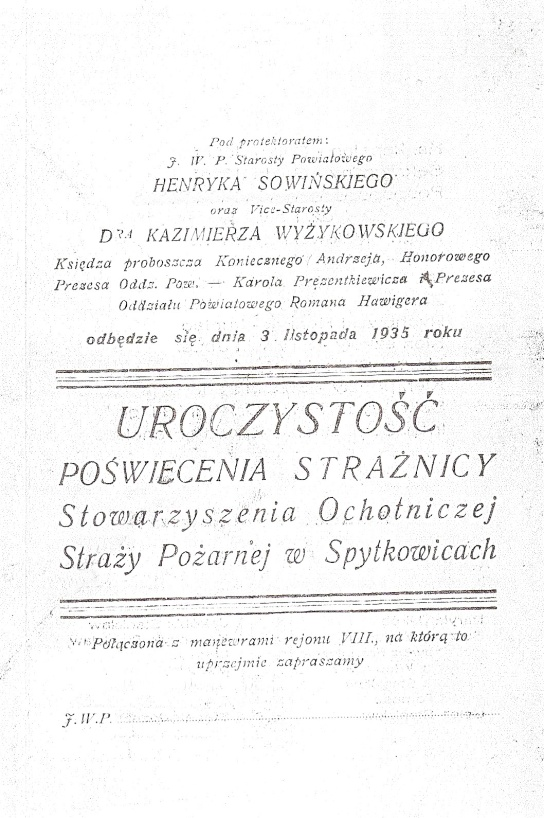 Pod protektoratem:
J. W. P. Starosty Powiatowego
HENRYKA SOWIŃSKIEGO
oraz Vice-Starosty
DRA KAZIMIERZA WYŻYKOWSKIEGO
Księdza proboszcza Koniecznego Andrzeja, Honorowego
Prezesa Oddz. Pow. — Karola Prezentkiewicza i Prezesa
Oddziału Powiatowego Romana Hawigera
odbędzie się dnia 3 listopada 1935 roku
UROCZYSTOŚĆ
POŚWIĘCENIA STRAŻNICY
Stowarzyszenia Ochotniczej
Straży Pożarnej w Spytkowicach
Połączona z manewrami rejonu VIII., na którą to
uprzejmie zapraszamy
J.W.P.